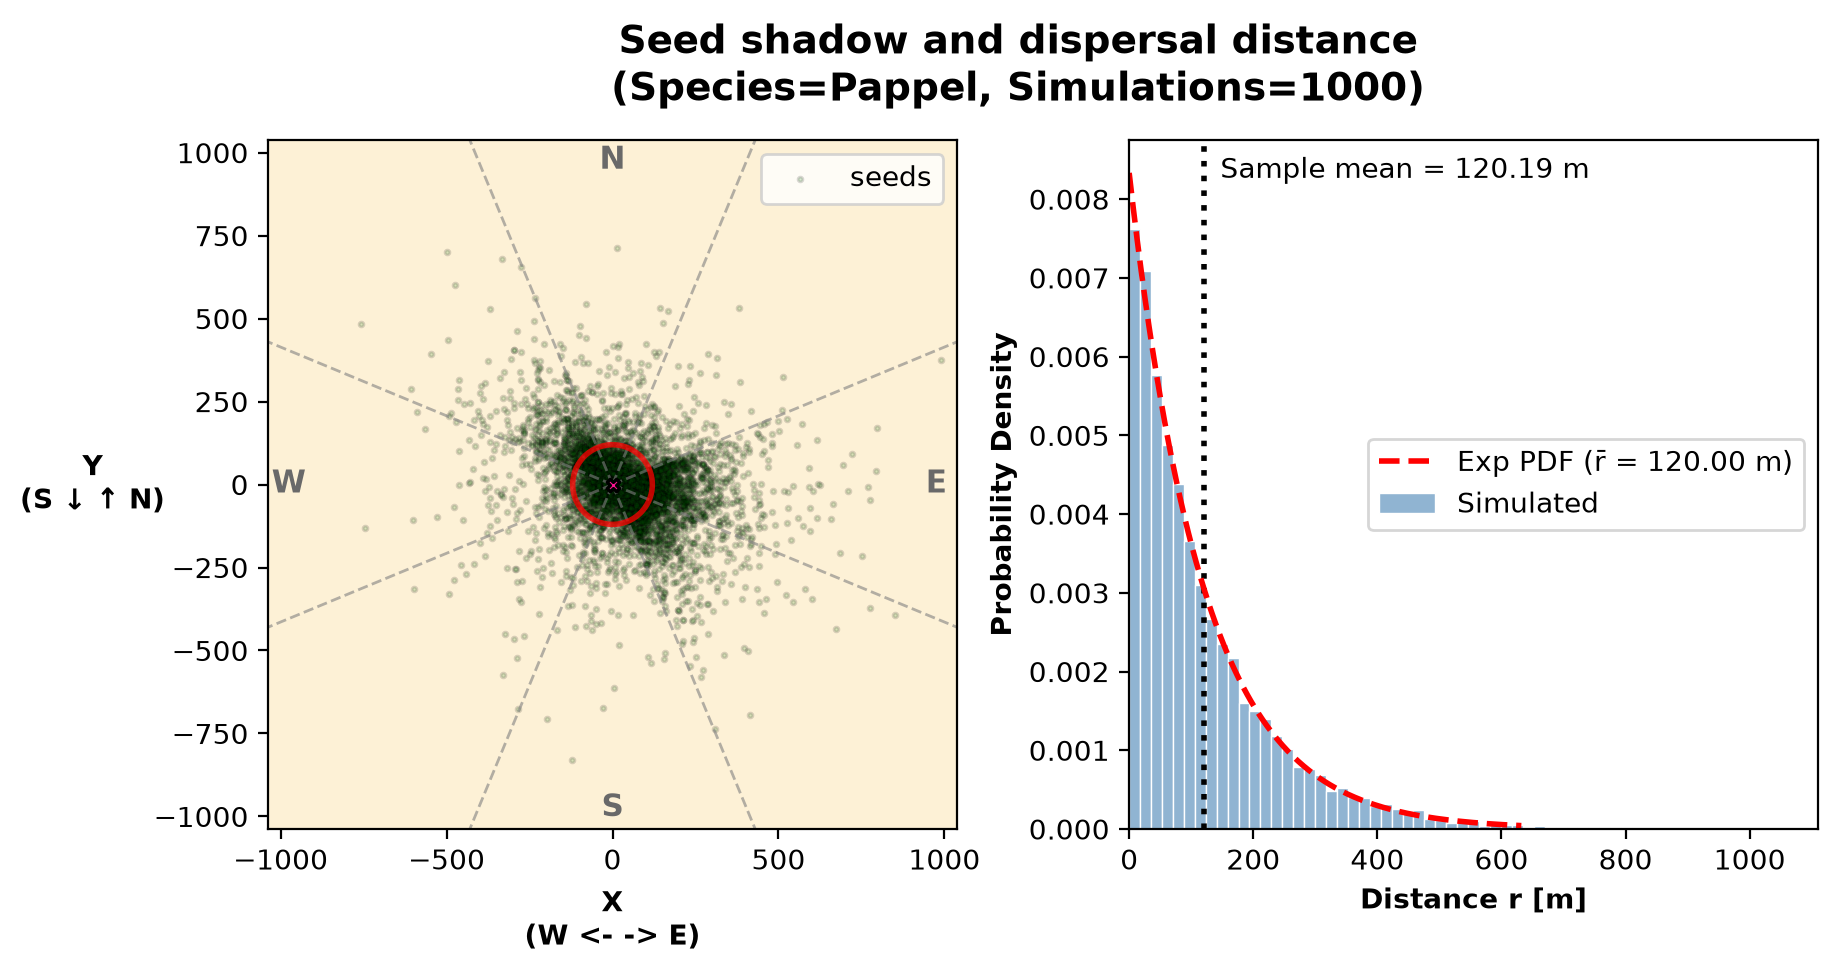 Seed shadow and dispersal distance
(Species=Pappel, Simulations=1000)
N
seeds
W
E
S
1000
750
500
250
0
−250
−500
−750
−1000
Y
(S ↓ ↑ N)
−1000
−500
0
500
1000
X
(W <- -> E)
Sample mean = 120.19 m
Exp PDF (r̄ = 120.00 m)
Simulated
0.008
0.007
0.006
0.005
0.004
0.003
0.002
0.001
0.000
Probability Density
0
200
400
600
800
1000
Distance r [m]